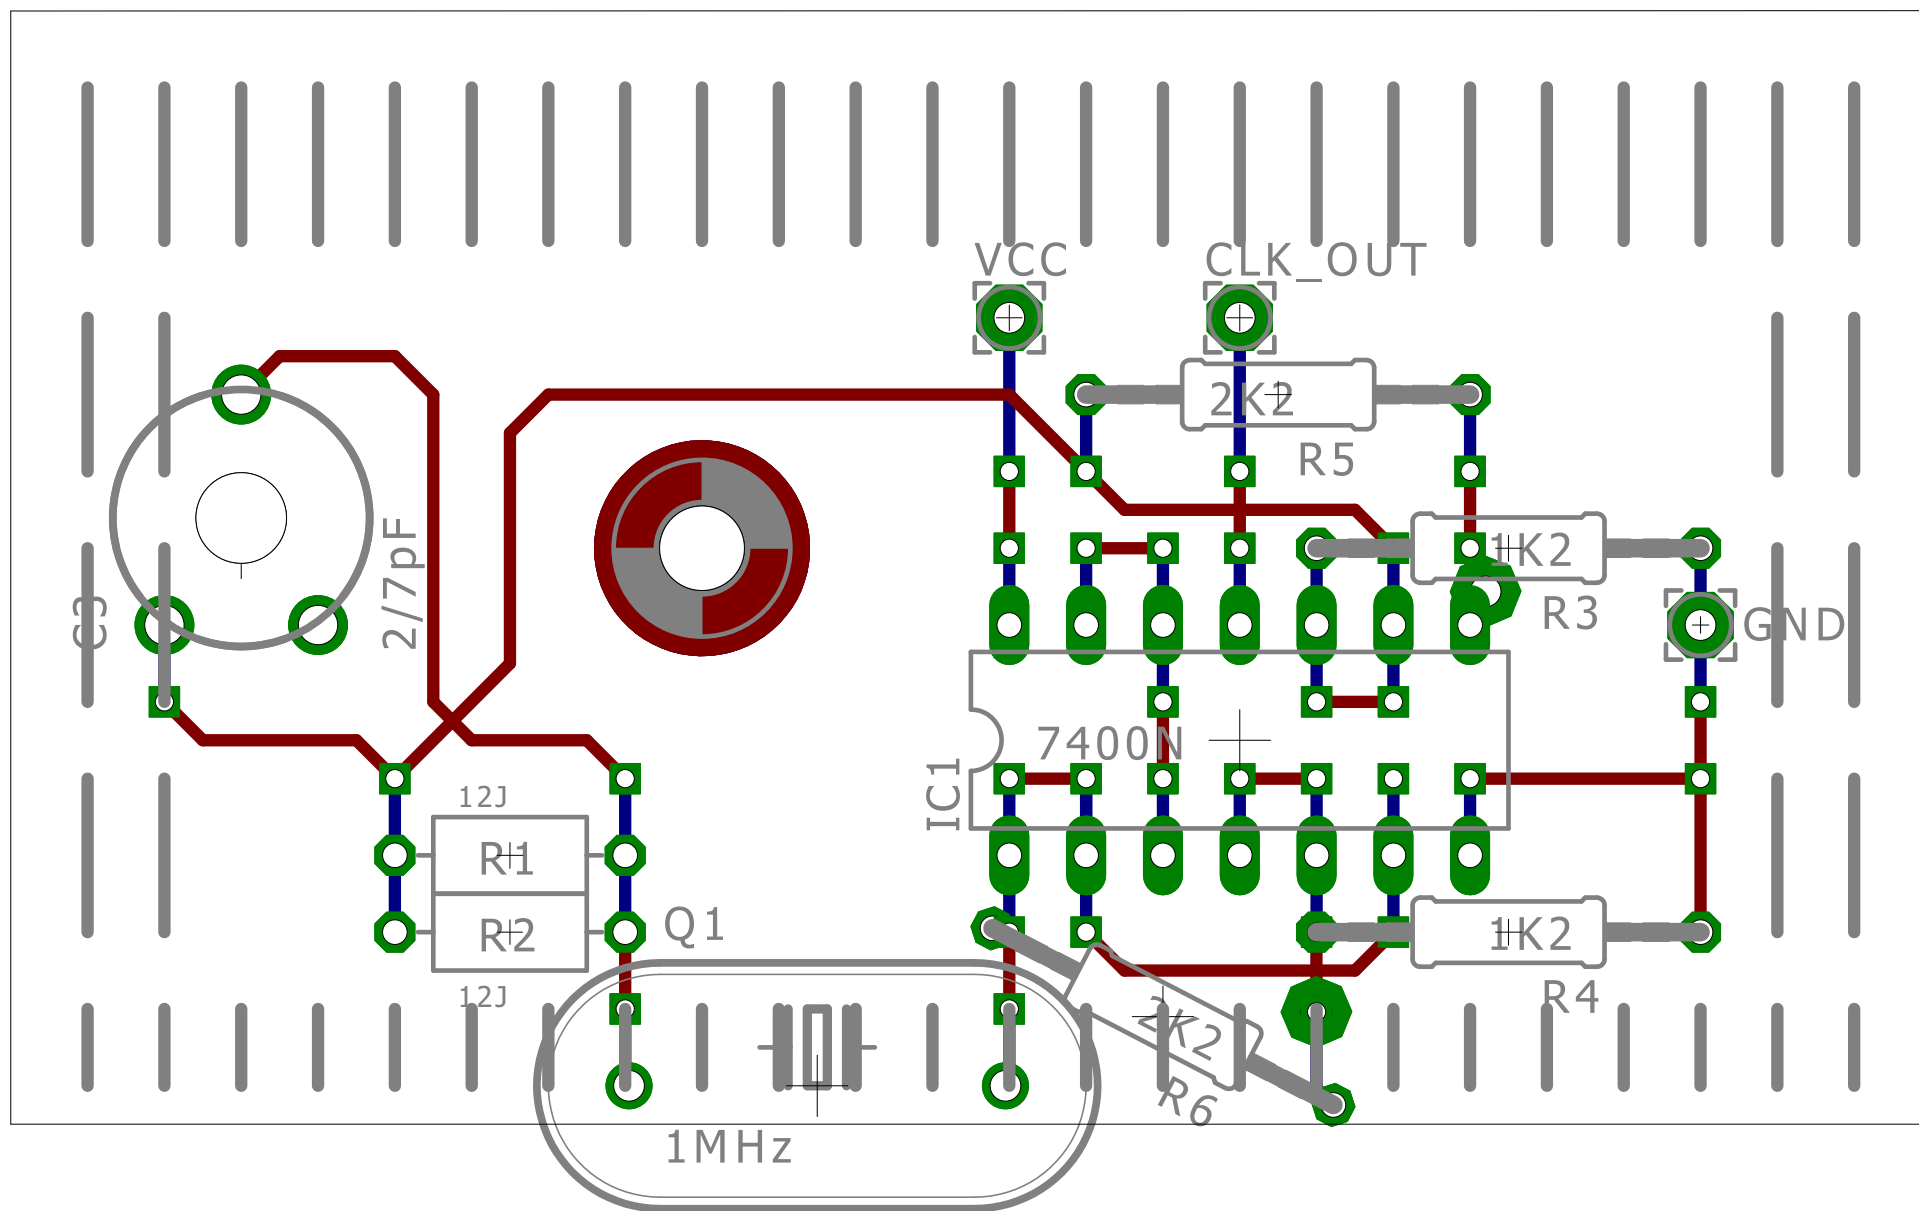 VCC
CLK_OUT
2K2
R5
1K2
R3
GND
C3
2/7pF
7400N
IC1
12J
R1
R2
12J
Q1
1K2
R4
2K2
R6
1MHz